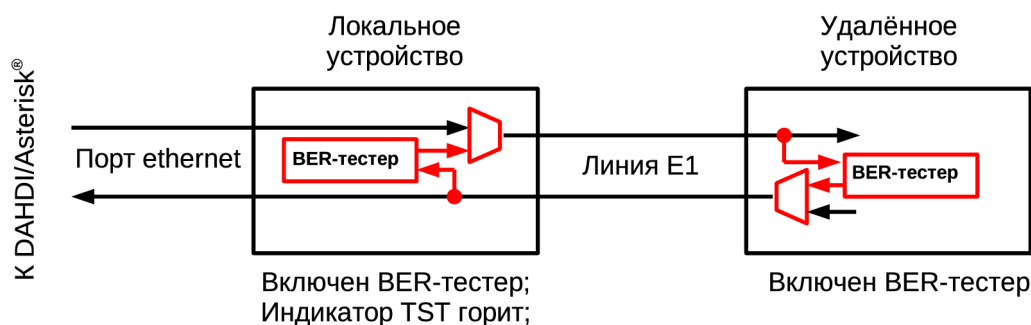 Локальное
устройство
Удалённое
устройство
К DAHDI/Asterisk®
Порт ethernet
BER-тестер
Линия E1
BER-тестер
Включен BER-тестер;
Индикатор TST горит;
Включен BER-тестер